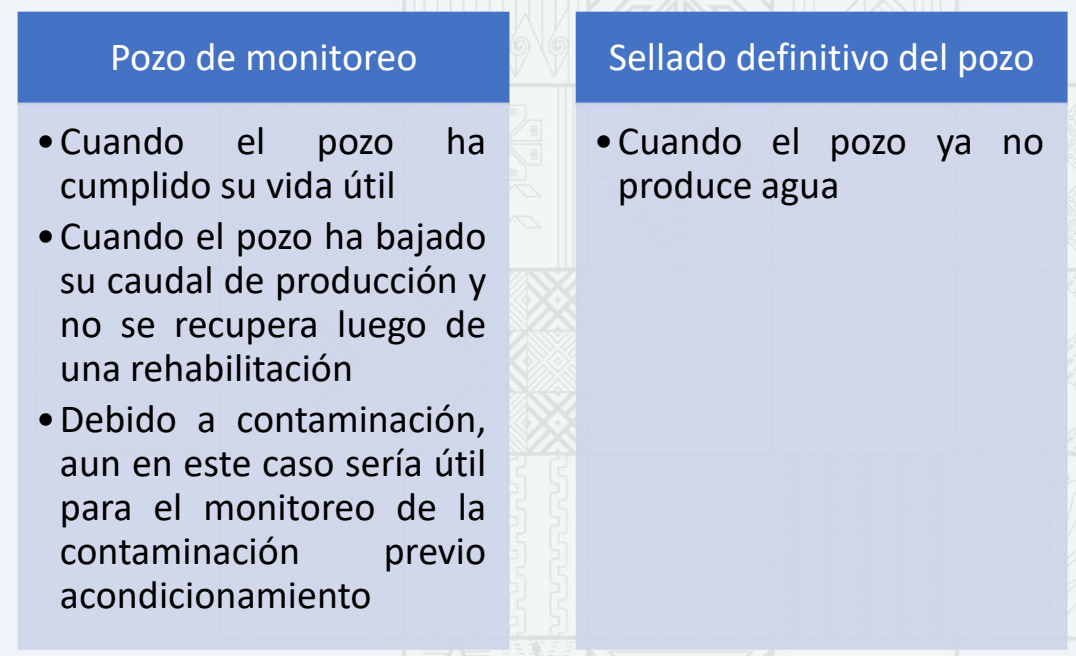 Pozo de monitoreo
• Cuando el pozo ha
cumplido su vida útil
• Cuando el pozo ha bajado
su caudal de producción y
no se recupera luego de
una rehabilitación
• Debido a contaminación,
aun en este caso sería útil
para el monitoreo de la
contaminación previo
acondicionamiento
Sellado definitivo del pozo
• Cuando el pozo ya no
produce agua